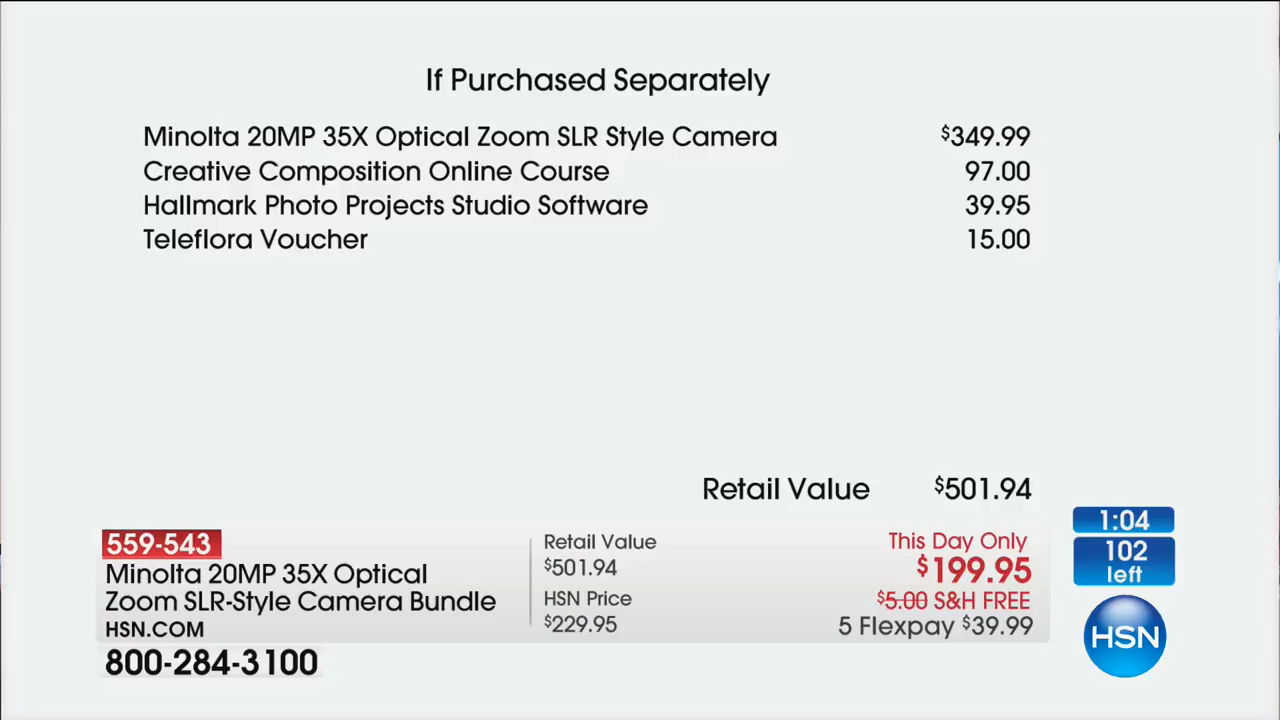 If Purchased Separately
Minolta 20MP 35X Optical Zoom SLR Style Camera $349.99
Creative Composition Online Course 97.00
Hallmark Photo Projects Studio Software 39.95
Teleflora Voucher 15.00
Retail Value $501.94
559-543
Minolta 20MP 35X Optical
Zoom SLR-Style Camera Bundle
HSN.COM
800-284-3100
Retail Value
$501.94
HSN Price
$229.95
This Day Only
$199.95
$5.00 S&H FREE
5 Flexpay $39.99
1:04
102
left
HSN